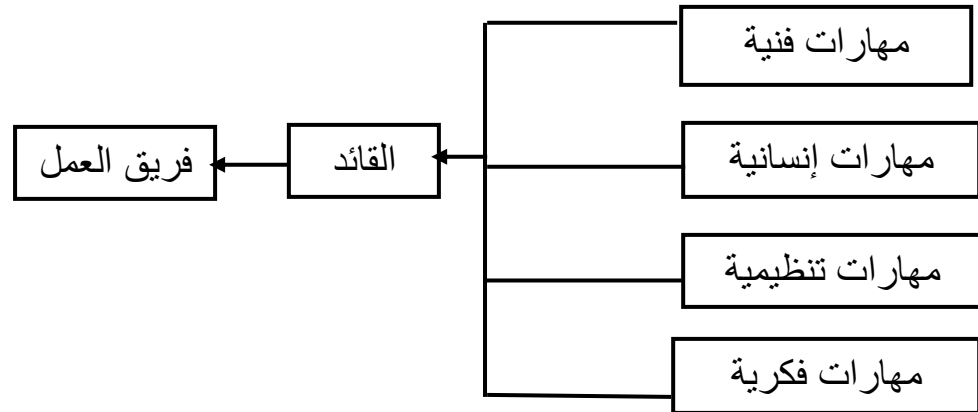 مهارات فنية
مهارات إنسانية
القائد
فريق العمل
مهارات تنظيمية
مهارات فكرية